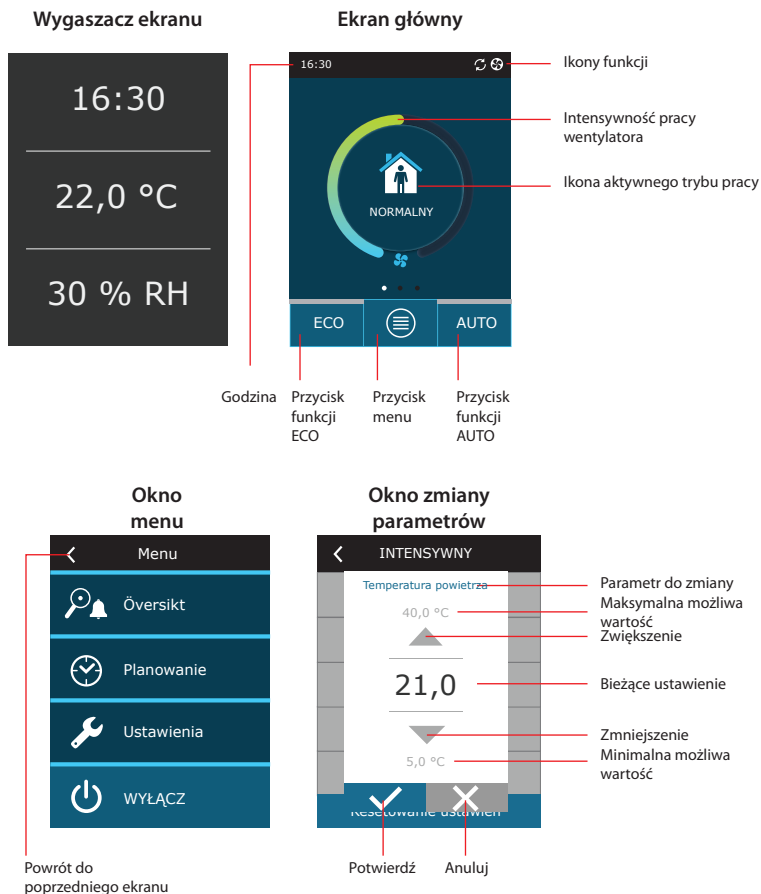 Wygaszacz ekranu
16:30
22,0 °C
30 % RH
Ekran główny
16:30
NORMALNY
ECO
AUTO
Ikony funkcji
Intensywność pracy
wentylatora
Ikona aktywnego trybu pracy
Godzina
Przycisk
funkcji
ECO
Przycisk
menu
Przycisk
funkcji
AUTO
Okno
menu
Menu
Översikt
Planowanie
Ustawienia
WYŁĄCZ
Powrót do
poprzedniego ekranu
Okno zmiany
parametrów
INTENSYWNY
Temperatura powietrza
40,0 °C
21,0
5,0 °C
Resetowanie ustawień
Parametr do zmiany
Maksymalna możliwa
wartość
Zwiększenie
Bieżące ustawienie
Zmniejszenie
Minimalna możliwa
wartość
Potwierdź
Anuluj